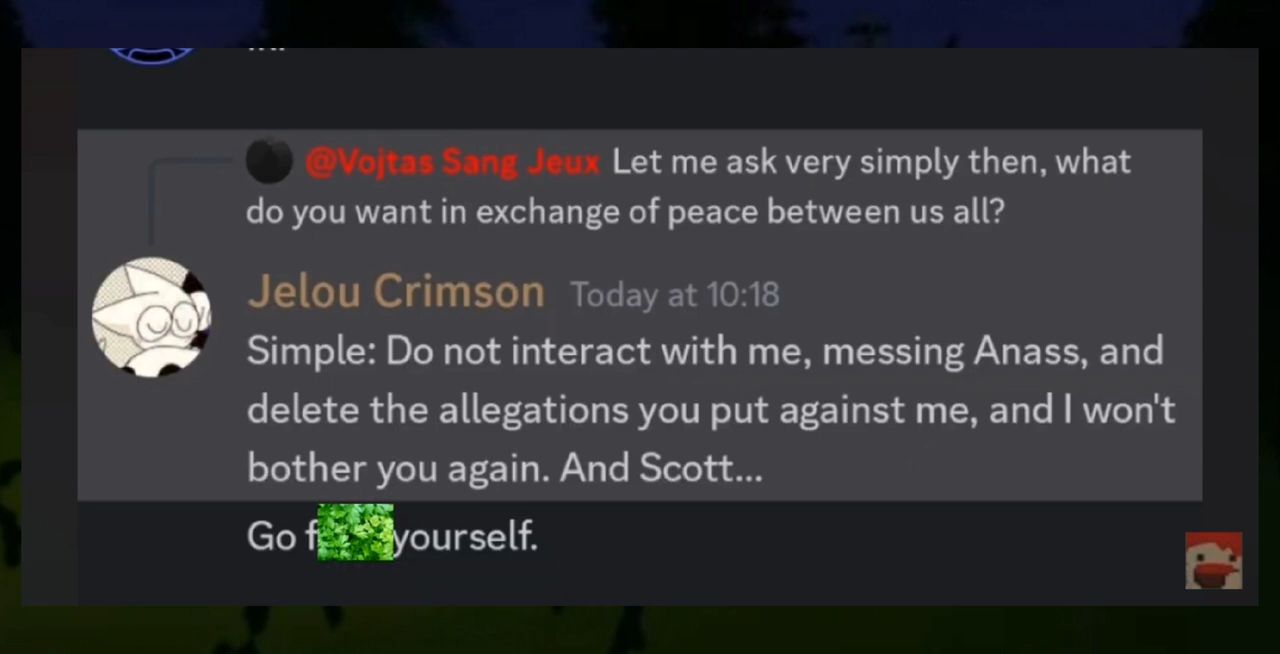 @Vojtas Sang Jeux Let me ask very simply then, what
do you want in exchange of peace between us all?
Jelou Crimson Today at 10:18
Simple: Do not interact with me, messing Anass, and
delete the allegations you put against me, and I won't
bother you again. And Scott...
Go f yourself.